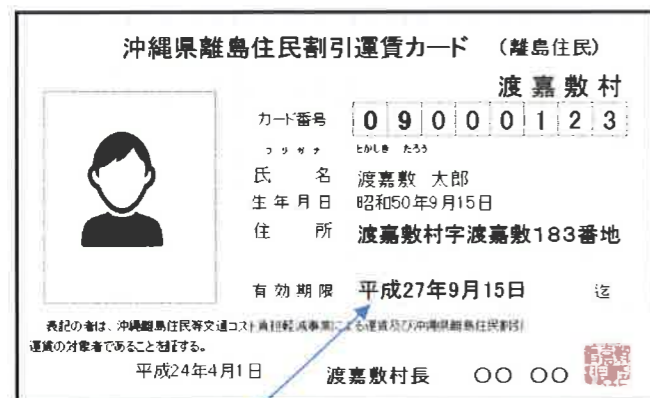 沖縄県離島住民割引運賃カード (離島住民)
渡嘉敷村
カード番号 09000123
フリガナ とかしき たろう
氏名 渡嘉敷 太郎
生年月日 昭和50年9月15日
住所 渡嘉敷村字渡嘉敷183番地
有効期限 平成27年9月15日 迄
表記の者は、沖縄離島住民等交通コスト負担軽減事業による運賃及び沖縄県離島住民割引
運賃の対象者であることを証する。
平成24年4月1日 渡嘉敷村長 〇〇 〇〇